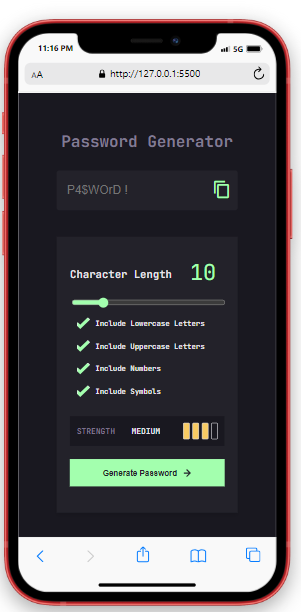 11:16 PM
5G
AA
http://127.0.0.1:5500
Password Generator
P4$WOrD !
Character Length 10
Include Lowercase Letters
Include Uppercase Letters
Include Numbers
Include Symbols
STRENGTH MEDIUM
Generate Password →